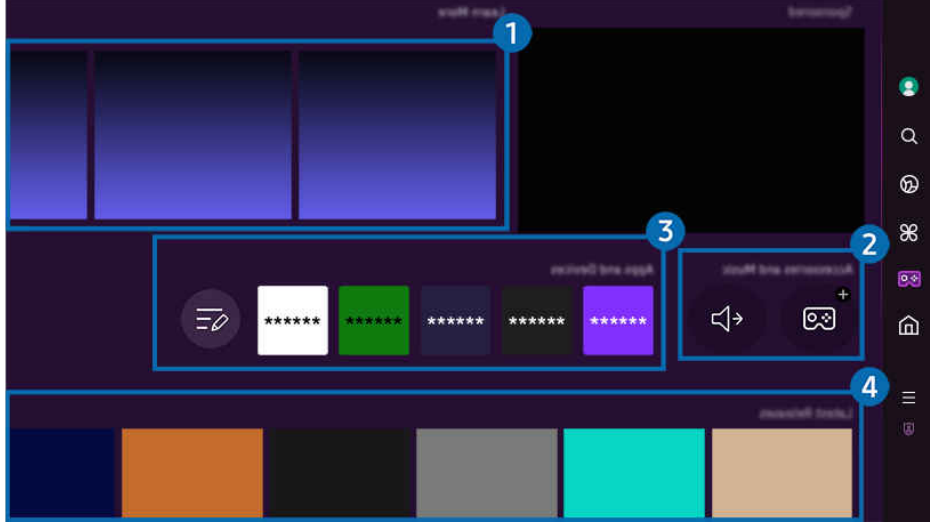 Learn More
Sponsored
1
3
2
Apps and Devices
Accessories and Music
****** ****** ****** ****** ******
4
Latest Releases